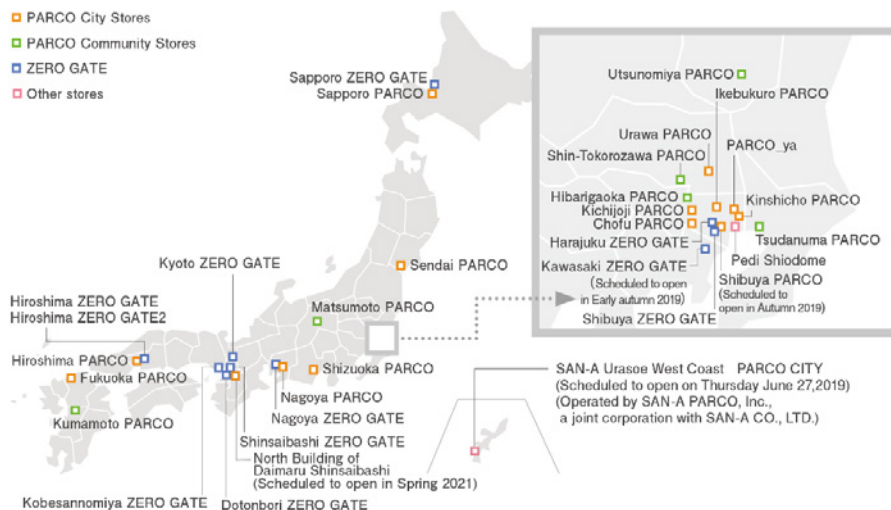 PARCO City Stores
PARCO Community Stores
ZERO GATE
Other stores
Sapporo ZERO GATE
Sapporo PARCO
Sendai PARCO
Kyoto ZERO GATE
Hiroshima ZERO GATE
Hiroshima ZERO GATE2
Matsumoto PARCO
Hiroshima PARCO
Fukuoka PARCO
Shizuoka PARCO
Nagoya PARCO
Kumamoto PARCO
Nagoya ZERO GATE
Shinsaibashi ZERO GATE
North Building of
Daimaru Shinsaibashi
(Scheduled to open in Spring 2021)
Kobesannomiya ZERO GATE
Dotonbori ZERO GATE
Utsunomiya PARCO
Ikebukuro PARCO
Urawa PARCO
PARCO_ya
Shin-Tokorozawa PARCO
Hibarigaoka PARCO
Kinshicho PARCO
Kichijoji PARCO
Chofu PARCO
Harajuku ZERO GATE
Tsudanuma PARCO
Kawasaki ZERO GATE
(Scheduled to open
in Early autumn 2019)
Pedi Shiodome
Shibuya PARCO
(Scheduled to
open in Autumn 2019)
Shibuya ZERO GATE
SAN-A Urasoe West Coast PARCO CITY
(Scheduled to open on Thursday June 27,2019)
(Operated by SAN-A PARCO, Inc.,
a joint corporation with SAN-A CO., LTD.)